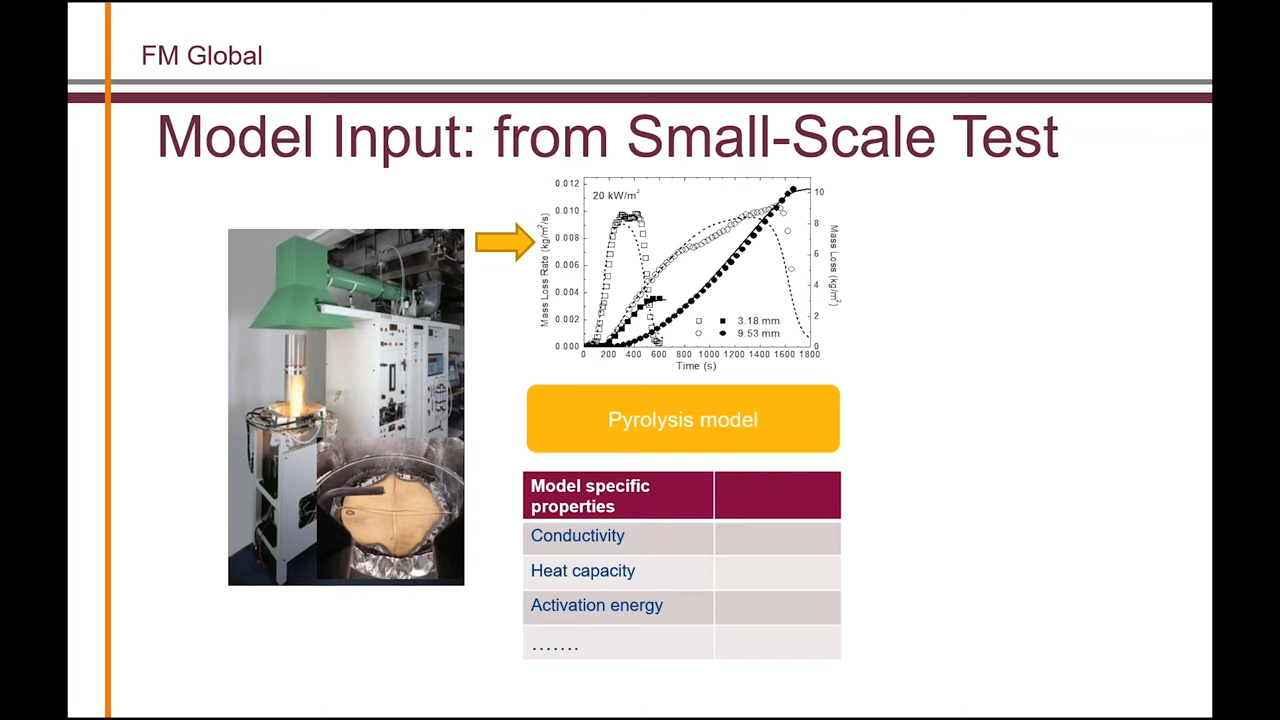 FM Global
Model Input: from Small-Scale Test
20 kW/m²
Mass Loss Rate (kg/m²/s)
0.012
0.010
0.008
0.006
0.004
0.002
0.000
10
8
6
4
2
0
Mass Loss (kg/m²)
3.18 mm
9.53 mm
0 200 400 600 800 1000 1200 1400 1600 1800
Time (s)
Pyrolysis model
Model specific
properties
Conductivity
Heat capacity
Activation energy
.......